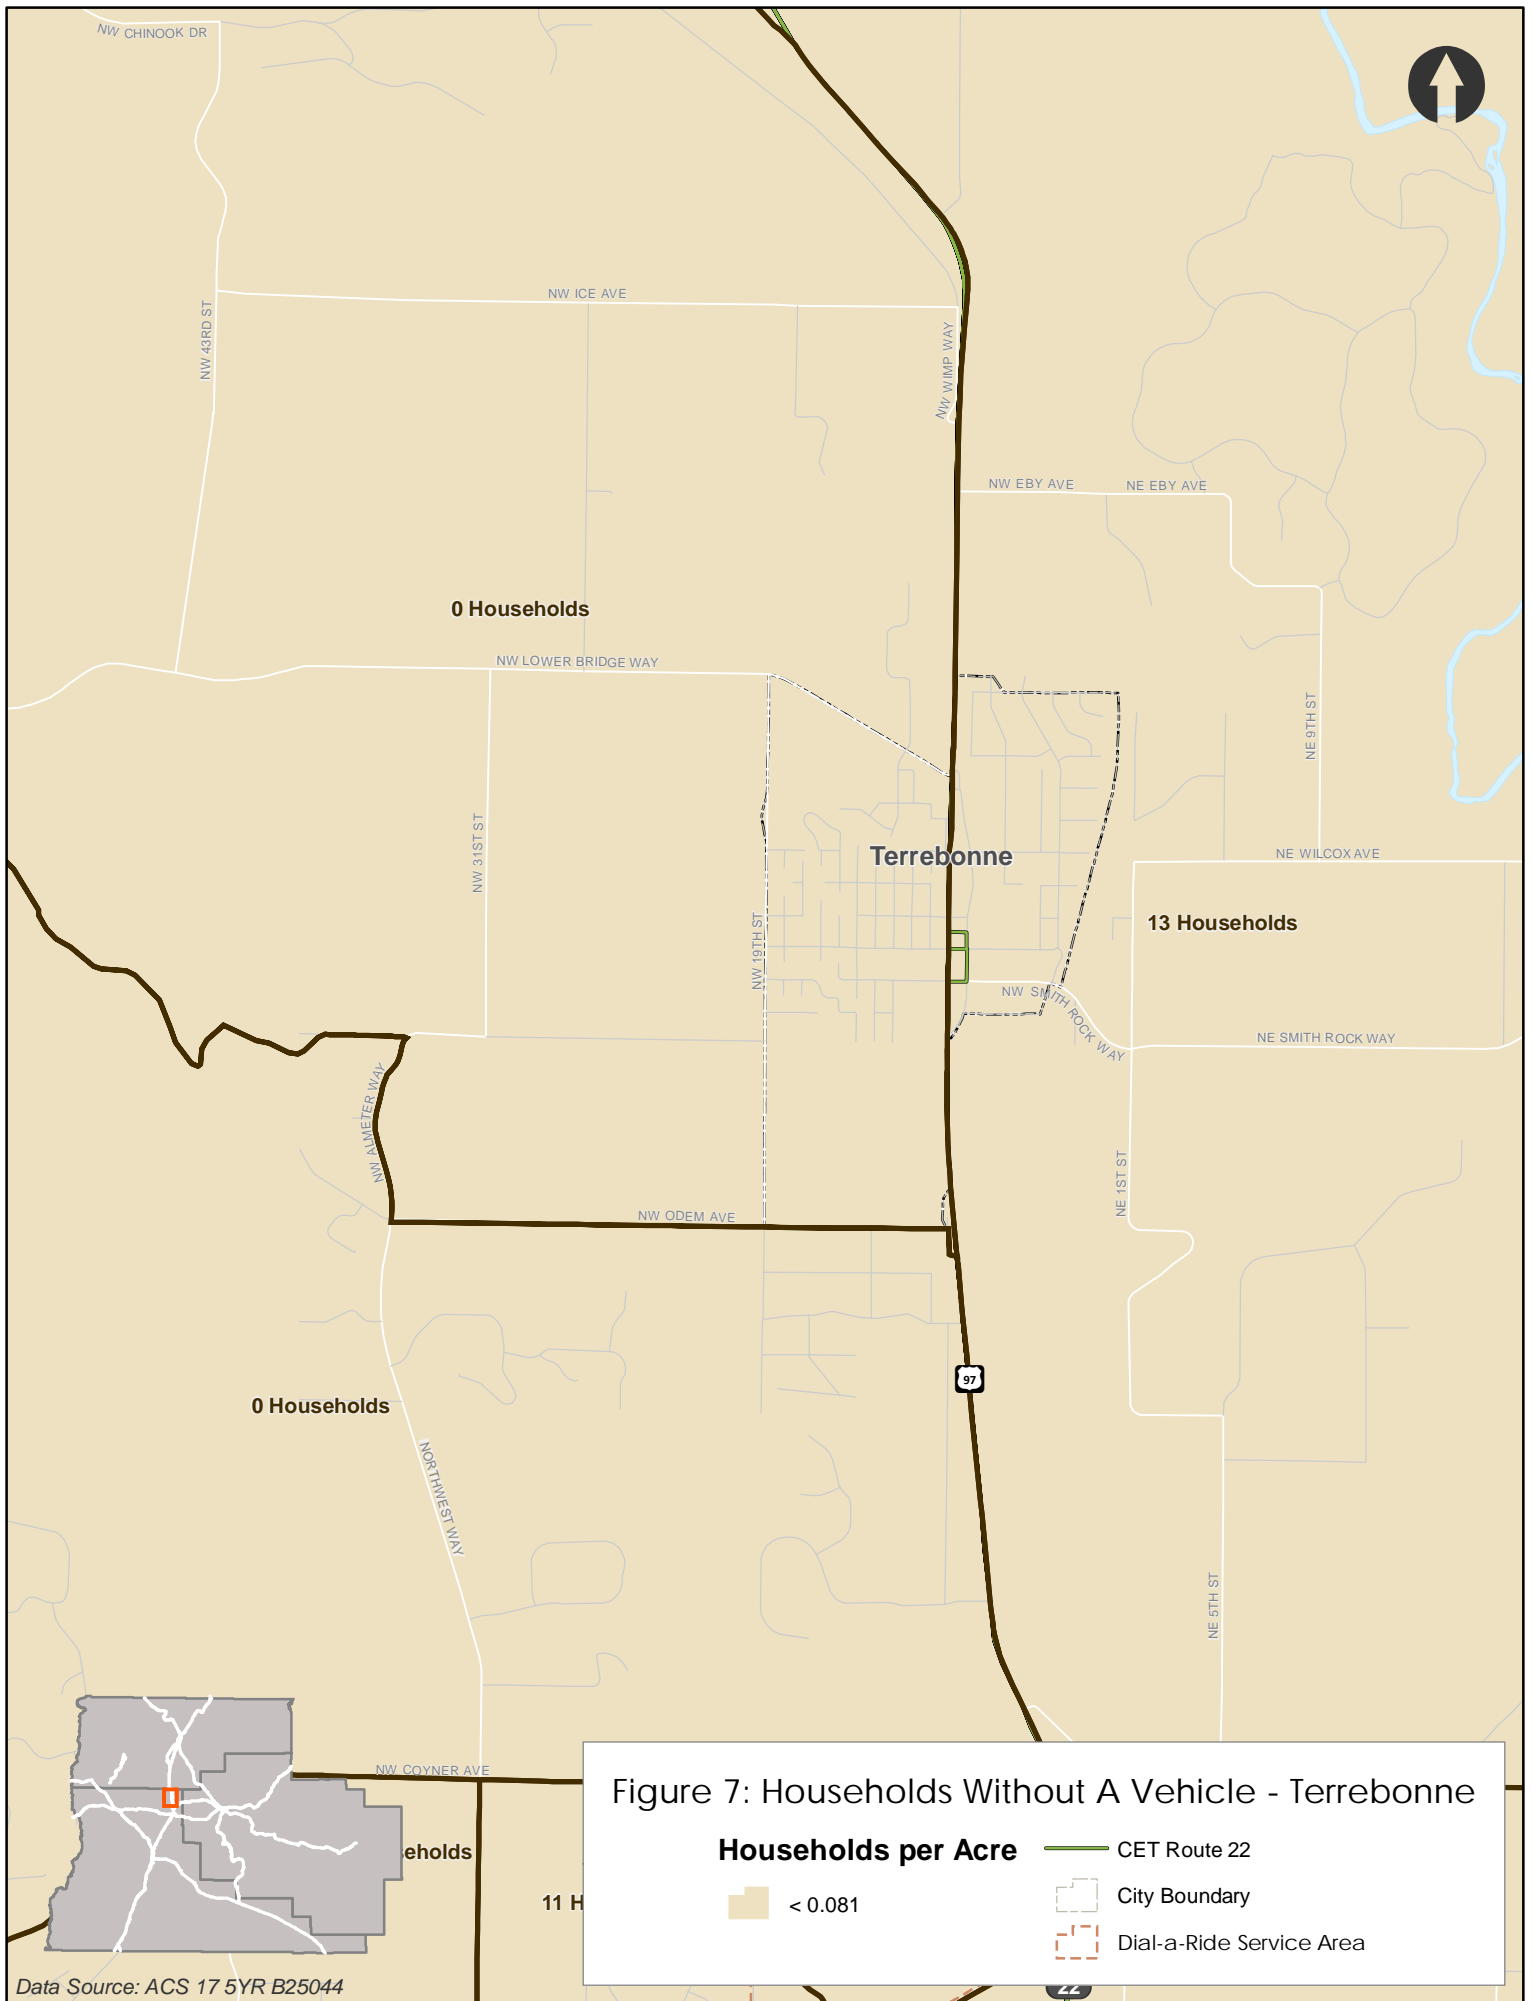 NW CHINOOK DR
NW ICE AVE
NW 43RD ST
NW WIMP WAY
NW EBY AVE
NE EBY AVE
0 Households
NW LOWER BRIDGE WAY
NE 9TH ST
NW 31ST ST
Terrebonne
NE WILCOX AVE
13 Households
NW 19TH ST
NW SMITH ROCK WAY
NE SMITH ROCK WAY
NW ALMETER WAY
NE 1ST ST
NW ODEM AVE
97
0 Households
NORTHWEST WAY
NE 5TH ST
NW COYNER AVE
Figure 7: Households Without A Vehicle - Terrebonne
Households per Acre
CET Route 22
eholds
< 0.081
City Boundary
11 H
Dial-a-Ride Service Area
Data Source: ACS 17 5YR B25044
22